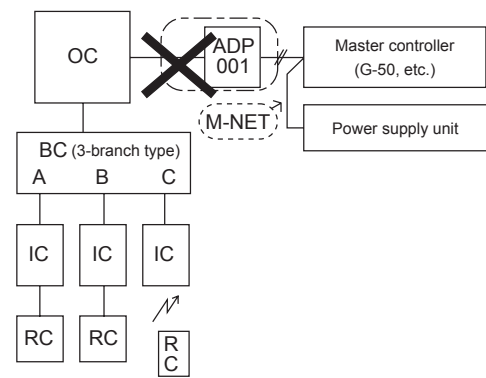 OC
ADP
001
Master controller
(G-50, etc.)
M-NET
Power supply unit
BC (3-branch type)
A B C
IC IC IC
RC RC R
C